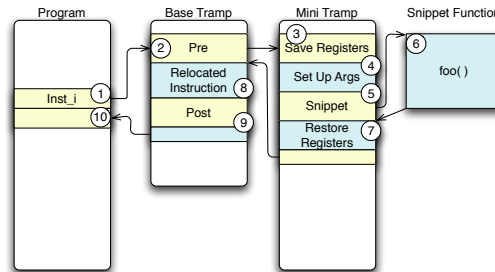 Program
Base Tramp
Mini Tramp
Snippet Function
1
Inst_i
10
2
Pre
Relocated
Instruction
8
Post
9
3
Save Registers
4
Set Up Args
5
Snippet
Restore
Registers
7
6
foo( )